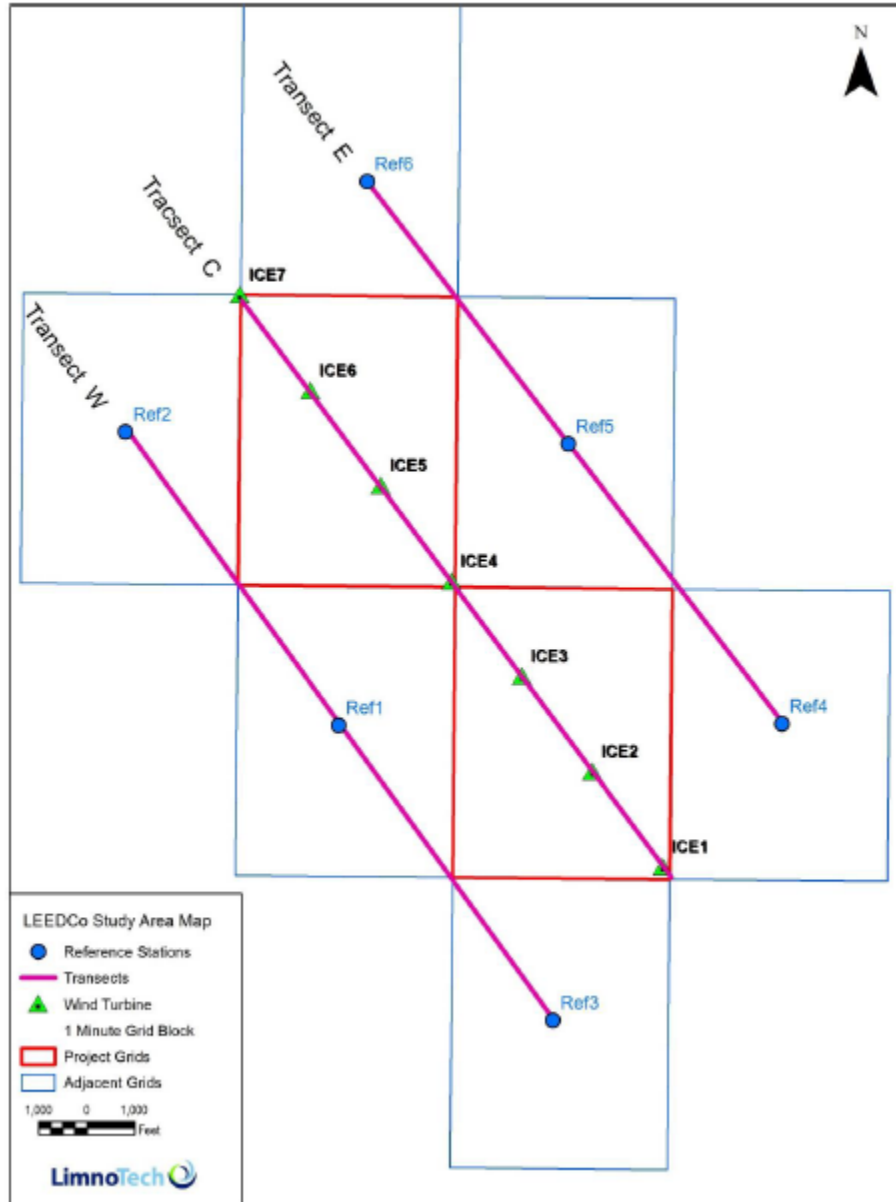 N
Transect E
Ref6
Tracsect C
ICE7
Transect W
ICE6
Ref2
Ref5
ICE5
ICE4
ICE3
Ref1
Ref4
ICE2
ICE1
LEEDCo Study Area Map
Reference Stations
Transects
Wind Turbine
1 Minute Grid Block
Project Grids
Adjacent Grids
Ref3
1,000 0 1,000
Feet
LimnoTech